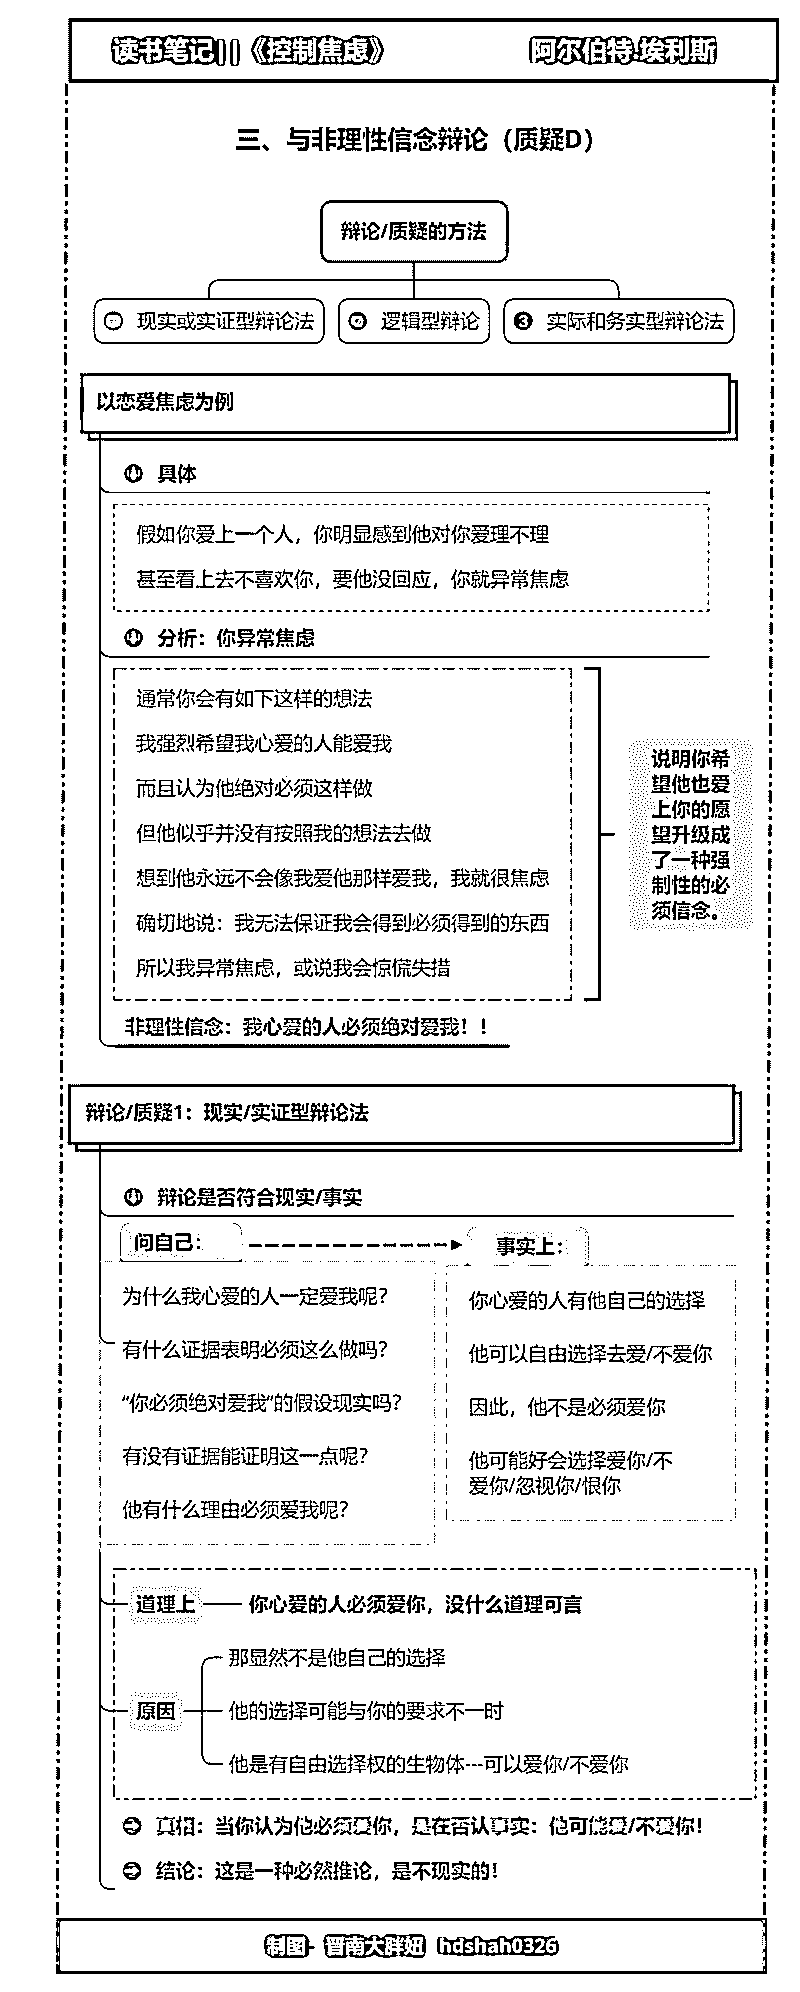 读书笔记||《控制焦虑》 阿尔伯特.埃利斯
三、与非理性信念辩论（质疑D）
辩论/质疑的方法
① 现实或实证型辩论法 ② 逻辑型辩论 ③ 实际和务实型辩论法
以恋爱焦虑为例
具体
假如你爱上一个人，你明显感到他对你爱理不理
甚至看上去不喜欢你，要他没回应，你就异常焦虑
分析：你异常焦虑
通常你会有如下这样的想法
我强烈希望我心爱的人能爱我
而且认为他绝对必须这样做
但他似乎并没有按照我的想法去做
想到他永远不会像我爱他那样爱我，我就很焦虑
确切地说：我无法保证我会得到必须得到的东西
所以我异常焦虑，或说我会惊慌失措
说明你希
望他也爱
上你的愿
望升级成
了一种强
制性的必
须信念。
非理性信念：我心爱的人必须绝对爱我！！
辩论/质疑1：现实/实证型辩论法
辩论是否符合现实/事实
问自己：
为什么我心爱的人一定爱我呢？
有什么证据表明必须这么做吗？
“你必须绝对爱我”的假设现实吗？
有没有证据能证明这一点呢？
他有什么理由必须爱我呢？
事实上：
你心爱的人有他自己的选择
他可以自由选择去爱/不爱你
因此，他不是必须爱你
他可能好会选择爱你/不
爱你/忽视你/恨你
道理上 你心爱的人必须爱你，没什么道理可言
原因
那显然不是他自己的选择
他的选择可能与你的要求不一时
他是有自由选择权的生物体---可以爱你/不爱你
真相：当你认为他必须爱你，是在否认事实：他可能爱/不爱你！
结论：这是一种必然推论，是不现实的！
制图- 晋南大胖妞 hdshah0326